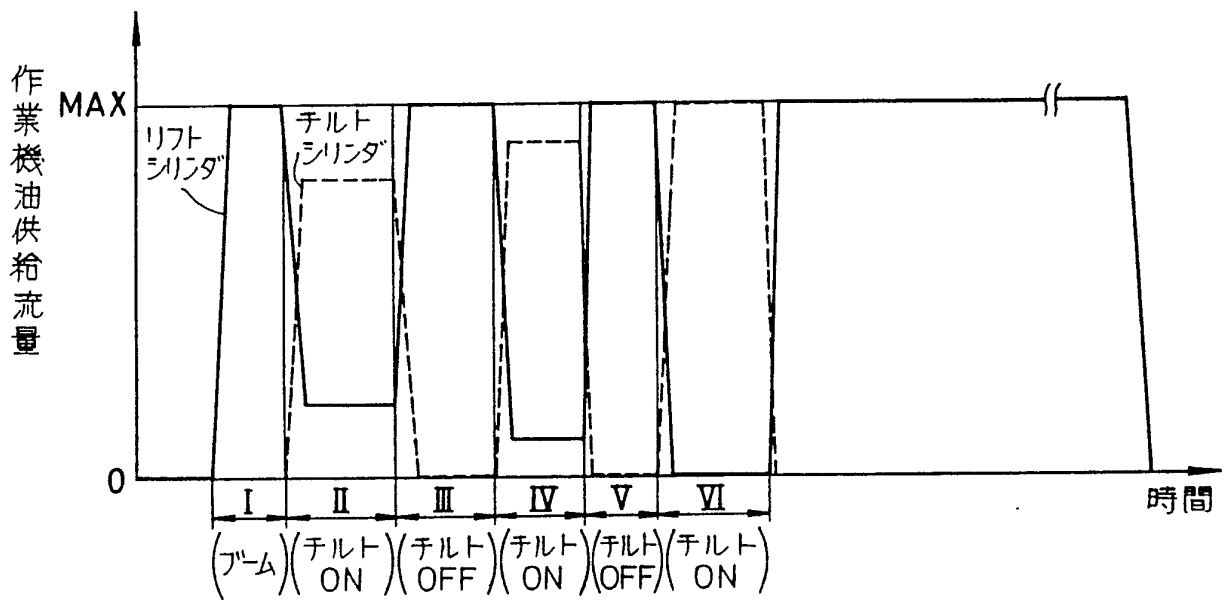 作業機油供給流量
MAX
リフト
シリンダ
チルト
シリンダ
0
I
II
III
IV
V
VI
時間
(ブーム)
(チルト
ON)
(チルト
OFF)
(チルト
ON)
(チルト
OFF)
(チルト
ON)